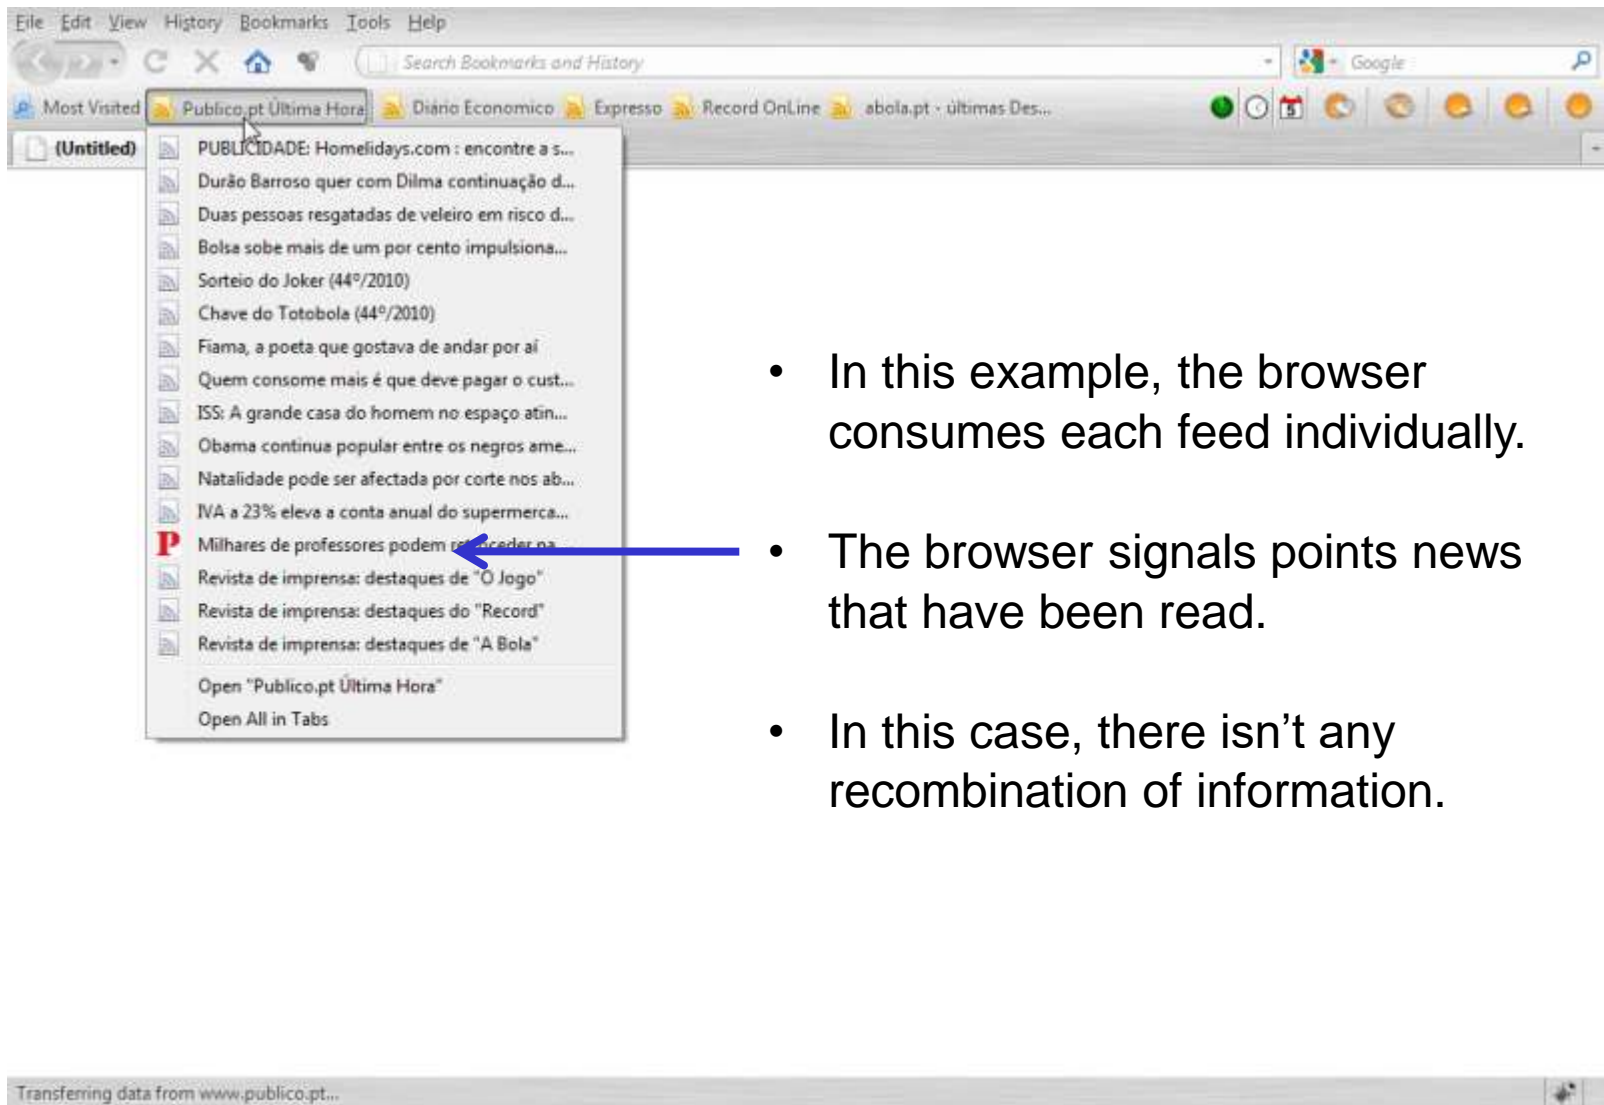 File Edit View History Bookmarks Tools Help
Search Bookmarks and History
Google
Most Visited Publico.pt Última Hora Diário Economico Expresso Record OnLine abola.pt - últimas Des...
5
(Untitled)
PUBLICIDADE: Homelidays.com : encontre a s...
Durão Barroso quer com Dilma continuação d...
Duas pessoas resgatadas de veleiro em risco d...
Bolsa sobe mais de um por cento impulsiona...
Sorteio do Joker (44º/2010)
Chave do Totobola (44º/2010)
Fiama, a poeta que gostava de andar por aí
Quem consome mais é que deve pagar o cust...
ISS: A grande casa do homem no espaço atin...
Obama continua popular entre os negros ame...
Natalidade pode ser afectada por corte nos ab...
IVA a 23% eleva a conta anual do supermerca...
P Milhares de professores podem retroceder na...
Revista de imprensa: destaques de "O Jogo"
Revista de imprensa: destaques do "Record"
Revista de imprensa: destaques de "A Bola"
Open "Publico.pt Última Hora"
Open All in Tabs
• In this example, the browser
consumes each feed individually.
• The browser signals points news
that have been read.
• In this case, there isn’t any
recombination of information.
Transferring data from www.publico.pt...